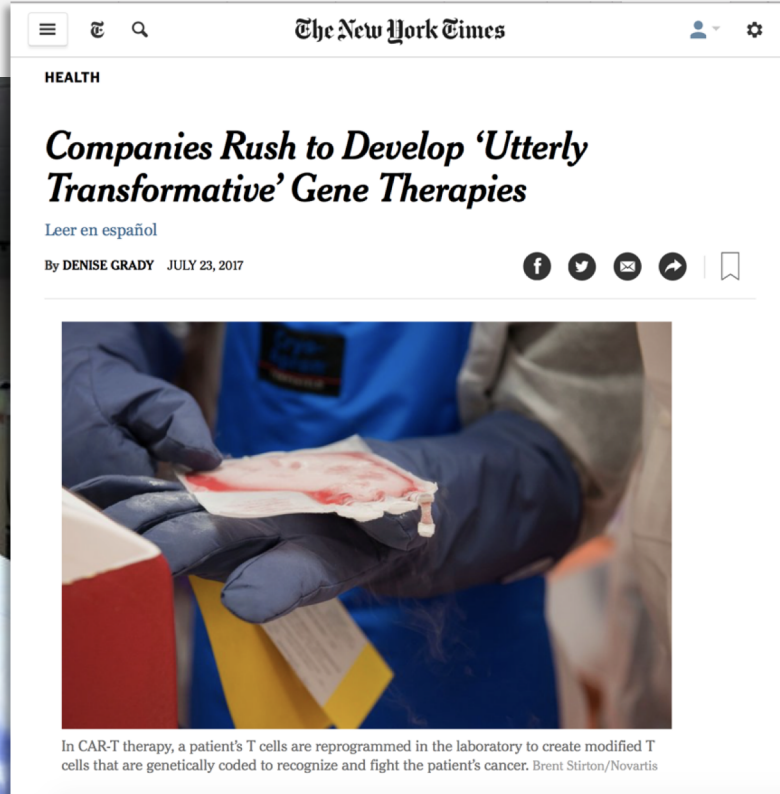 The New York Times
HEALTH
Companies Rush to Develop ‘Utterly
Transformative’ Gene Therapies
Leer en español
By DENISE GRADY JULY 23, 2017
In CAR-T therapy, a patient’s T cells are reprogrammed in the laboratory to create modified T
cells that are genetically coded to recognize and fight the patient’s cancer. Brent Stirton/Novartis